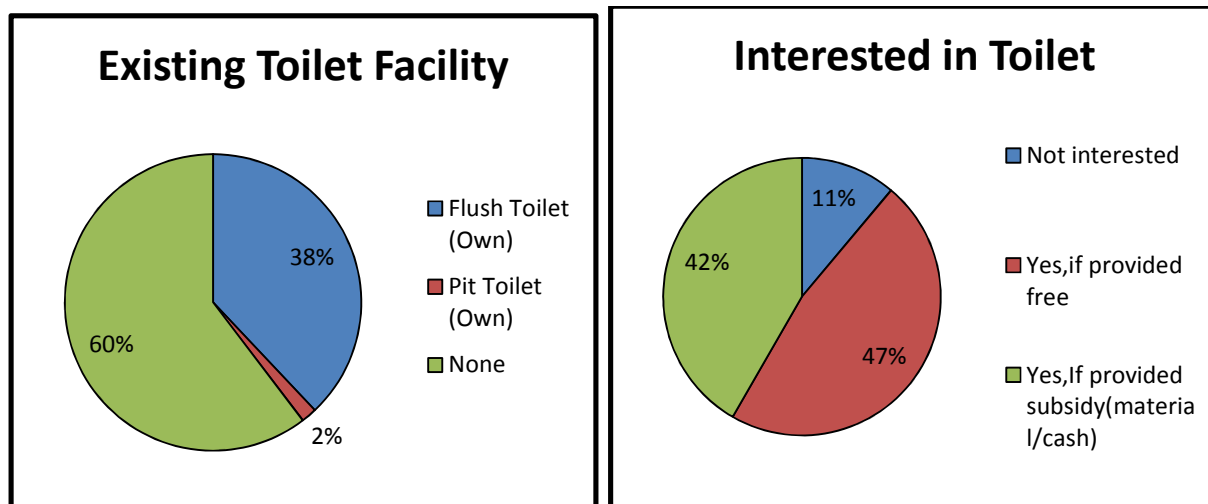 Existing Toilet Facility
38%
2%
60%
Flush Toilet
(Own)
Pit Toilet
(Own)
None
Interested in Toilet
11%
47%
42%
Not interested
Yes,if provided
free
Yes,If provided
subsidy(materia
l/cash)